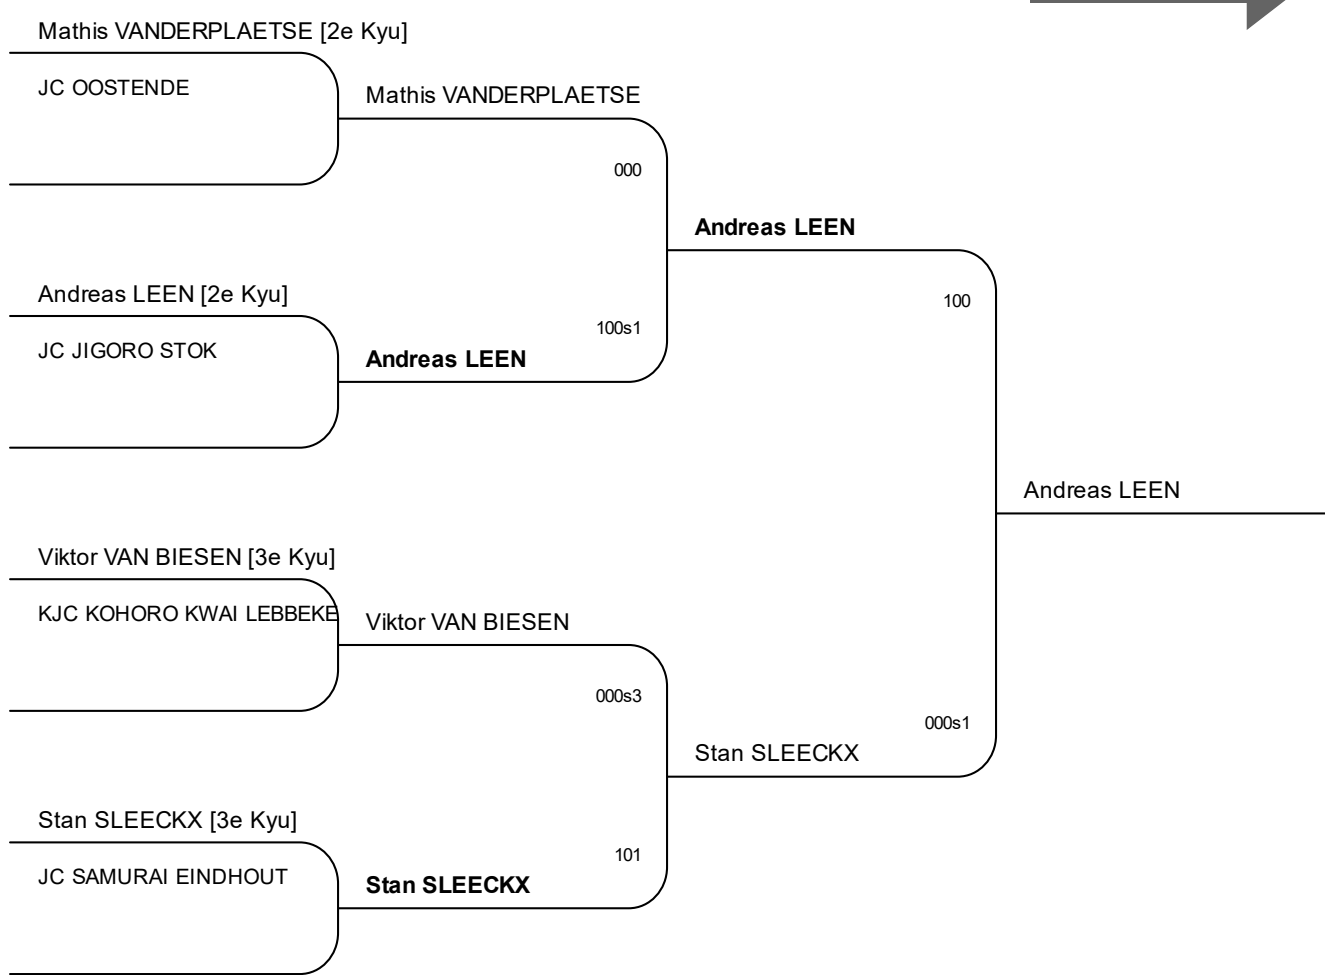 Mathis VANDERPLAETSE [2e Kyu]
JC OOSTENDE
Mathis VANDERPLAETSE
000
Andreas LEEN
100
Andreas LEEN [2e Kyu]
JC JIGORO STOK
100s1
Andreas LEEN
Andreas LEEN
Viktor VAN BIESEN [3e Kyu]
KJC KOHORO KWAI LEBBEKE
Viktor VAN BIESEN
000s3
000s1
Stan SLEECKX
Stan SLEECKX [3e Kyu]
JC SAMURAI EINDHOUT
101
Stan SLEECKX